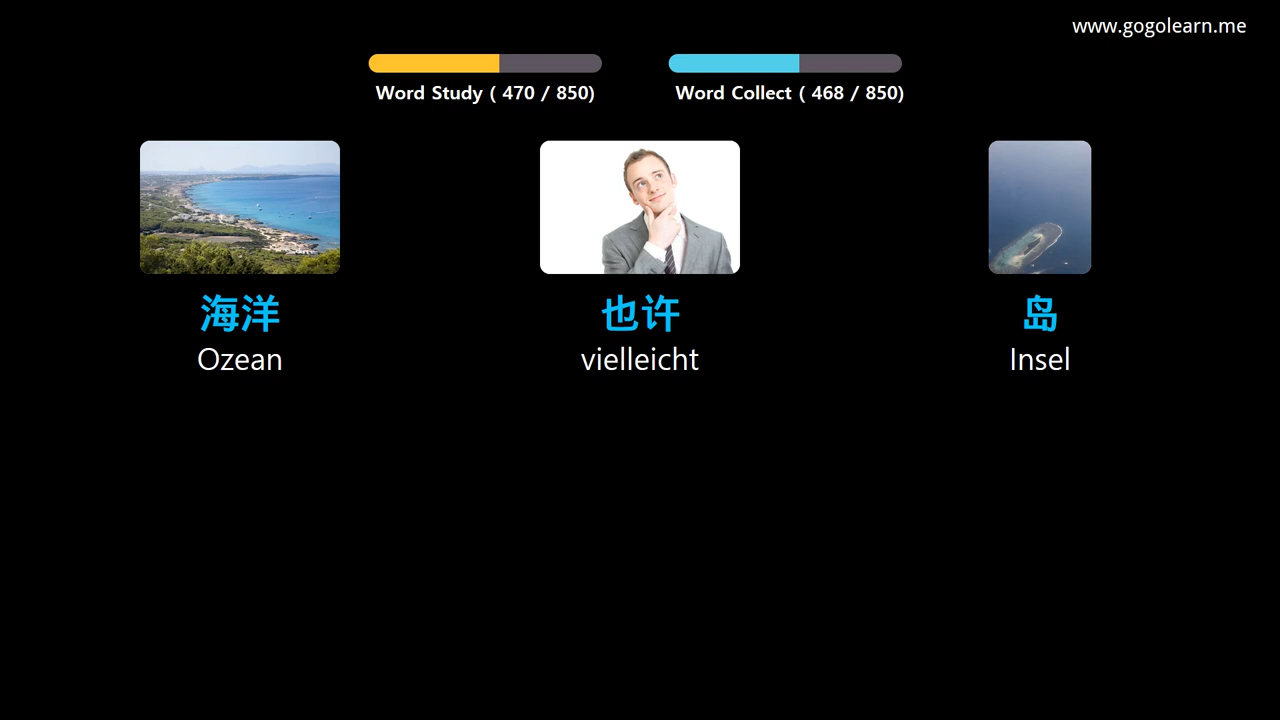 www.gogolearn.me
Word Study ( 470 / 850)
Word Collect ( 468 / 850)
海洋
Ozean
也许
vielleicht
岛
Insel